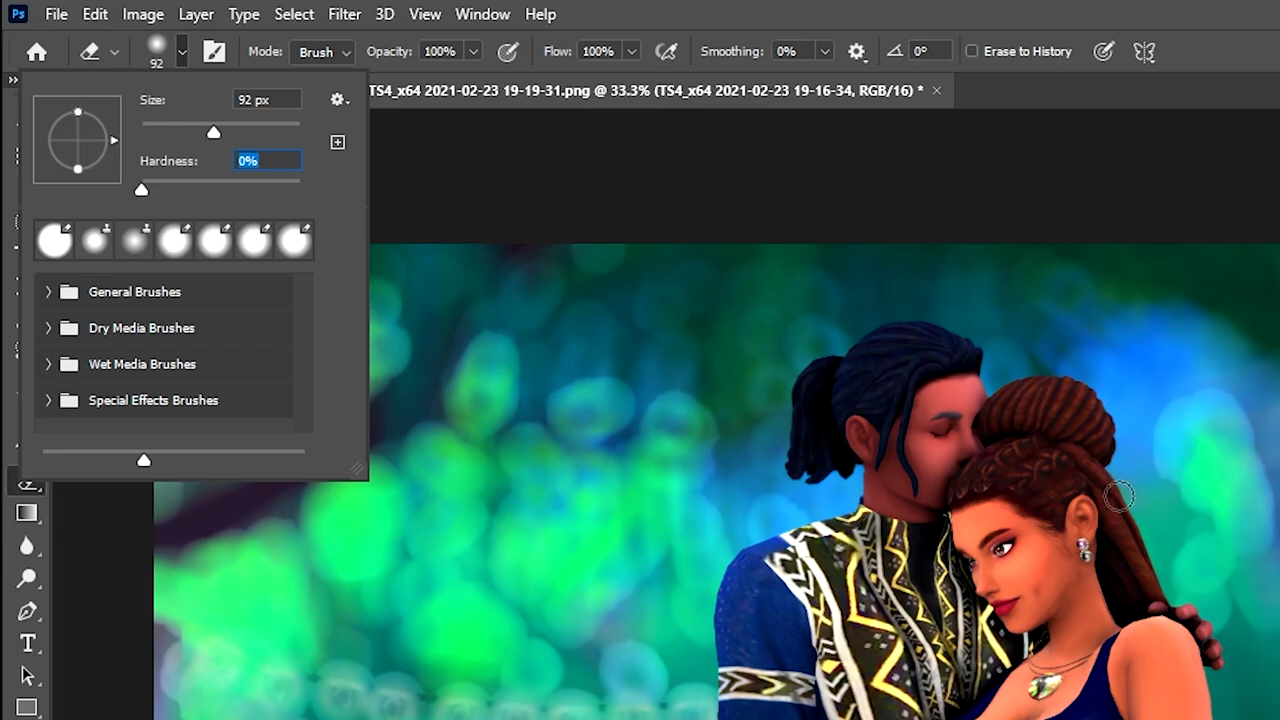 Ps File Edit Image Layer Type Select Filter 3D View Window Help
92 Mode: Brush Opacity: 100% Flow: 100% Smoothing: 0% 0° Erase to History
TS4_x64 2021-02-23 19-19-31.png @ 33.3% (TS4_x64 2021-02-23 19-16-34, RGB/16) * ×
Size: 92 px
Hardness: 0%
General Brushes
Dry Media Brushes
Wet Media Brushes
Special Effects Brushes
T